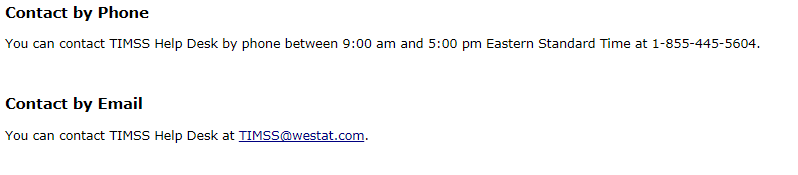 Contact by Phone
You can contact TIMSS Help Desk by phone between 9:00 am and 5:00 pm Eastern Standard Time at 1-855-445-5604.
Contact by Email
You can contact TIMSS Help Desk at TIMSS@westat.com.